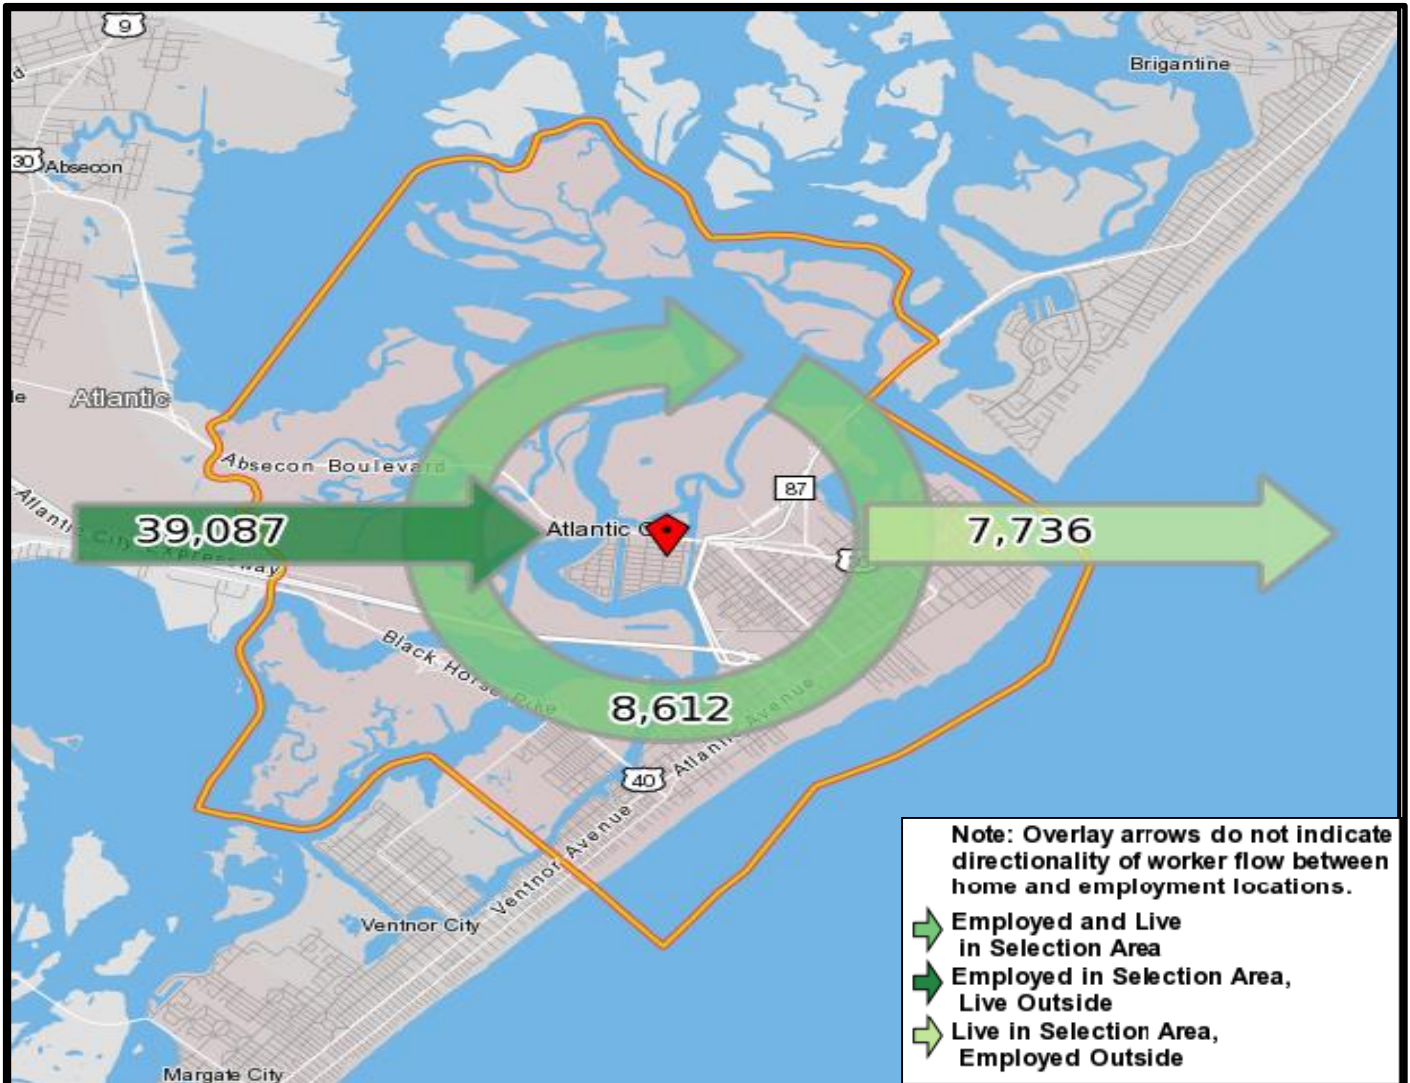 9
Brigantine
30
Absecon
Atlantic
Absecon Boulevard
87
Atlantic City Expressway
39,087
Atlantic
7,736
Black Horse Pike
8,612
40
Atlantic Avenue
Ventnor Avenue
Ventnor City
Margate City
Note: Overlay arrows do not indicate
directionality of worker flow between
home and employment locations.
Employed and Live
in Selection Area
Employed in Selection Area,
Live Outside
Live in Selection Area,
Employed Outside